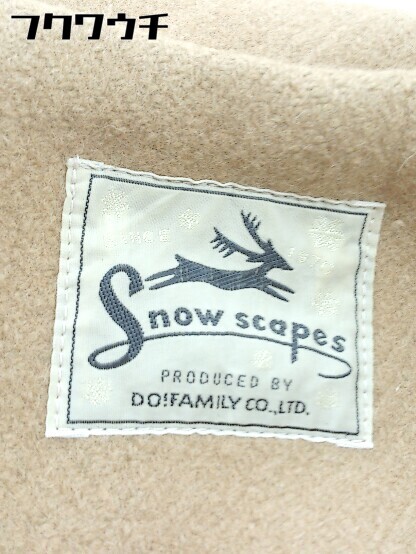 フクワウチ
Snow scapes
PRODUCED BY
DO!FAMILY CO.,LTD.